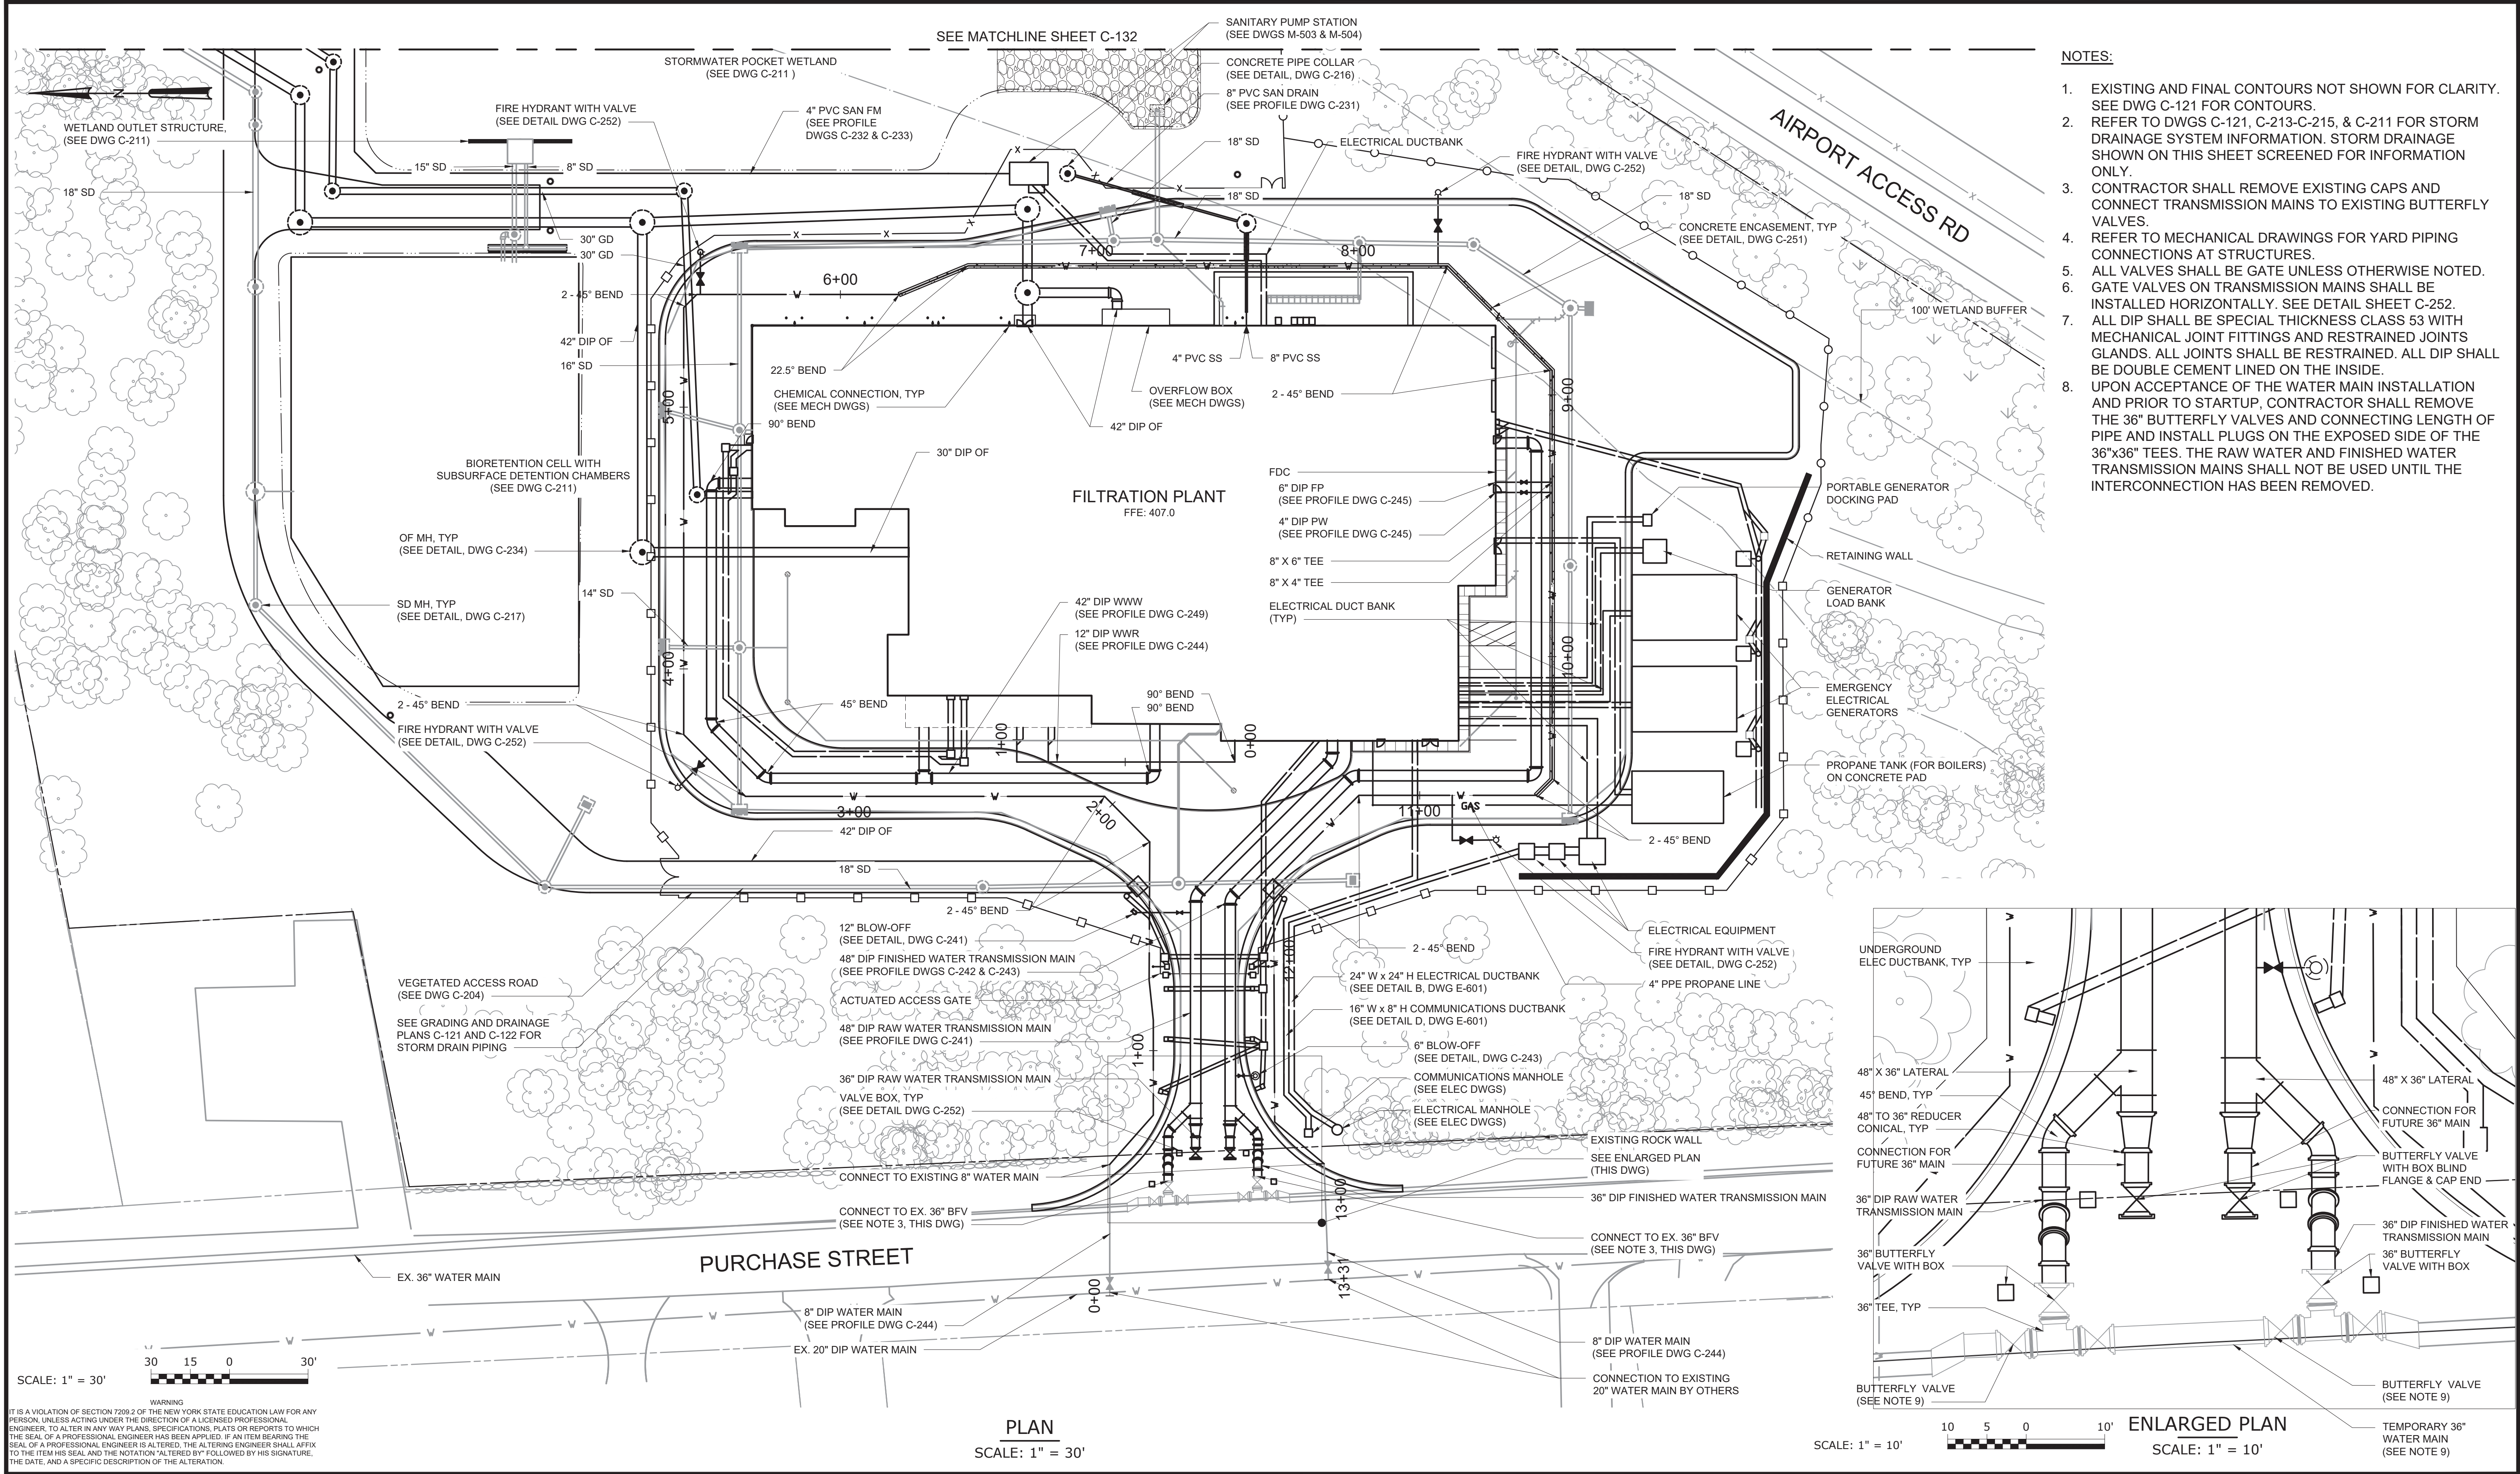 SEE MATCHLINE SHEET C-132
SANITARY PUMP STATION
(SEE DWGS M-503 & M-504)
STORMWATER POCKET WETLAND
(SEE DWG C-211 )
CONCRETE PIPE COLLAR
(SEE DETAIL, DWG C-216)
8" PVC SAN DRAIN
(SEE PROFILE DWG C-231)
N
FIRE HYDRANT WITH VALVE
(SEE DETAIL DWG C-252)
4" PVC SAN FM
(SEE PROFILE
DWGS C-232 & C-233)
WETLAND OUTLET STRUCTURE,
(SEE DWG C-211)
15" SD
8" SD
18" SD
18" SD
ELECTRICAL DUCTBANK
FIRE HYDRANT WITH VALVE
(SEE DETAIL, DWG C-252)
AIRPORT ACCESS RD
18" SD
18" SD
CONCRETE ENCASEMENT, TYP
(SEE DETAIL, DWG C-251)
30" GD
30" GD
7+00
8+00
6+00
2 - 45° BEND
100' WETLAND BUFFER
42" DIP OF
16" SD
22.5° BEND
4" PVC SS
8" PVC SS
CHEMICAL CONNECTION, TYP
(SEE MECH DWGS)
OVERFLOW BOX
(SEE MECH DWGS)
2 - 45° BEND
9+00
5+00
90° BEND
42" DIP OF
30" DIP OF
BIORETENTION CELL WITH
SUBSURFACE DETENTION CHAMBERS
(SEE DWG C-211)
FILTRATION PLANT
FFE: 407.0
FDC
6" DIP FP
(SEE PROFILE DWG C-245)
4" DIP PW
(SEE PROFILE DWG C-245)
8" X 6" TEE
8" X 4" TEE
ELECTRICAL DUCT BANK
(TYP)
PORTABLE GENERATOR
DOCKING PAD
RETAINING WALL
GENERATOR
LOAD BANK
OF MH, TYP
(SEE DETAIL, DWG C-234)
14" SD
SD MH, TYP
(SEE DETAIL, DWG C-217)
42" DIP WWW
(SEE PROFILE DWG C-249)
12" DIP WWR
(SEE PROFILE DWG C-244)
4+00
10+00
EMERGENCY
ELECTRICAL
GENERATORS
2 - 45° BEND
45° BEND
90° BEND
90° BEND
FIRE HYDRANT WITH VALVE
(SEE DETAIL, DWG C-252)
1+00
0+00
PROPANE TANK (FOR BOILERS)
ON CONCRETE PAD
3+00
2+00
11+00
GAS
42" DIP OF
2 - 45° BEND
18" SD
2 - 45° BEND
12" BLOW-OFF
(SEE DETAIL, DWG C-241)
48" DIP FINISHED WATER TRANSMISSION MAIN
(SEE PROFILE DWGS C-242 & C-243)
ACTUATED ACCESS GATE
48" DIP RAW WATER TRANSMISSION MAIN
(SEE PROFILE DWG C-241)
36" DIP RAW WATER TRANSMISSION MAIN
VALVE BOX, TYP
(SEE DETAIL DWG C-252)
VEGETATED ACCESS ROAD
(SEE DWG C-204)
SEE GRADING AND DRAINAGE
PLANS C-121 AND C-122 FOR
STORM DRAIN PIPING
1+00
12+00
2 - 45° BEND
ELECTRICAL EQUIPMENT
FIRE HYDRANT WITH VALVE
(SEE DETAIL, DWG C-252)
4" PPE PROPANE LINE
24" W x 24" H ELECTRICAL DUCTBANK
(SEE DETAIL B, DWG E-601)
16" W x 8" H COMMUNICATIONS DUCTBANK
(SEE DETAIL D, DWG E-601)
6" BLOW-OFF
(SEE DETAIL, DWG C-243)
COMMUNICATIONS MANHOLE
(SEE ELEC DWGS)
ELECTRICAL MANHOLE
(SEE ELEC DWGS)
EXISTING ROCK WALL
SEE ENLARGED PLAN
(THIS DWG)
36" DIP FINISHED WATER TRANSMISSION MAIN
CONNECT TO EXISTING 8" WATER MAIN
CONNECT TO EX. 36" BFV
(SEE NOTE 3, THIS DWG)
13+00
CONNECT TO EX. 36" BFV
(SEE NOTE 3, THIS DWG)
PURCHASE STREET
EX. 36" WATER MAIN
0+00
13+31
8" DIP WATER MAIN
(SEE PROFILE DWG C-244)
EX. 20" DIP WATER MAIN
8" DIP WATER MAIN
(SEE PROFILE DWG C-244)
CONNECTION TO EXISTING
20" WATER MAIN BY OTHERS
SCALE: 1" = 30'
30 15 0 30'
WARNING
IT IS A VIOLATION OF SECTION 7209.2 OF THE NEW YORK STATE EDUCATION LAW FOR ANY
PERSON, UNLESS ACTING UNDER THE DIRECTION OF A LICENSED PROFESSIONAL
ENGINEER, TO ALTER IN ANY WAY PLANS, SPECIFICATIONS, PLATS OR REPORTS TO WHICH
THE SEAL OF A PROFESSIONAL ENGINEER HAS BEEN APPLIED. IF AN ITEM BEARING THE
SEAL OF A PROFESSIONAL ENGINEER IS ALTERED, THE ALTERING ENGINEER SHALL AFFIX
TO THE ITEM HIS SEAL AND THE NOTATION "ALTERED BY" FOLLOWED BY HIS SIGNATURE,
THE DATE, AND A SPECIFIC DESCRIPTION OF THE ALTERATION.
PLAN
SCALE: 1" = 30'
NOTES:
1. EXISTING AND FINAL CONTOURS NOT SHOWN FOR CLARITY.
SEE DWG C-121 FOR CONTOURS.
2. REFER TO DWGS C-121, C-213-C-215, & C-211 FOR STORM
DRAINAGE SYSTEM INFORMATION. STORM DRAINAGE
SHOWN ON THIS SHEET SCREENED FOR INFORMATION
ONLY.
3. CONTRACTOR SHALL REMOVE EXISTING CAPS AND
CONNECT TRANSMISSION MAINS TO EXISTING BUTTERFLY
VALVES.
4. REFER TO MECHANICAL DRAWINGS FOR YARD PIPING
CONNECTIONS AT STRUCTURES.
5. ALL VALVES SHALL BE GATE UNLESS OTHERWISE NOTED.
6. GATE VALVES ON TRANSMISSION MAINS SHALL BE
INSTALLED HORIZONTALLY. SEE DETAIL SHEET C-252.
7. ALL DIP SHALL BE SPECIAL THICKNESS CLASS 53 WITH
MECHANICAL JOINT FITTINGS AND RESTRAINED JOINTS
GLANDS. ALL JOINTS SHALL BE RESTRAINED. ALL DIP SHALL
BE DOUBLE CEMENT LINED ON THE INSIDE.
8. UPON ACCEPTANCE OF THE WATER MAIN INSTALLATION
AND PRIOR TO STARTUP, CONTRACTOR SHALL REMOVE
THE 36" BUTTERFLY VALVES AND CONNECTING LENGTH OF
PIPE AND INSTALL PLUGS ON THE EXPOSED SIDE OF THE
36"x36" TEES. THE RAW WATER AND FINISHED WATER
TRANSMISSION MAINS SHALL NOT BE USED UNTIL THE
INTERCONNECTION HAS BEEN REMOVED.
UNDERGROUND
ELEC DUCTBANK, TYP
48" X 36" LATERAL
45° BEND, TYP
48" TO 36" REDUCER
CONICAL, TYP
CONNECTION FOR
FUTURE 36" MAIN
36" DIP RAW WATER
TRANSMISSION MAIN
36" BUTTERFLY
VALVE WITH BOX
36" TEE, TYP
BUTTERFLY VALVE
(SEE NOTE 9)
48" X 36" LATERAL
CONNECTION FOR
FUTURE 36" MAIN
BUTTERFLY VALVE
WITH BOX BLIND
FLANGE & CAP END
36" DIP FINISHED WATER
TRANSMISSION MAIN
36" BUTTERFLY
VALVE WITH BOX
BUTTERFLY VALVE
(SEE NOTE 9)
TEMPORARY 36"
WATER MAIN
(SEE NOTE 9)
SCALE: 1" = 10'
10 5 0 10'
ENLARGED PLAN
SCALE: 1" = 10'